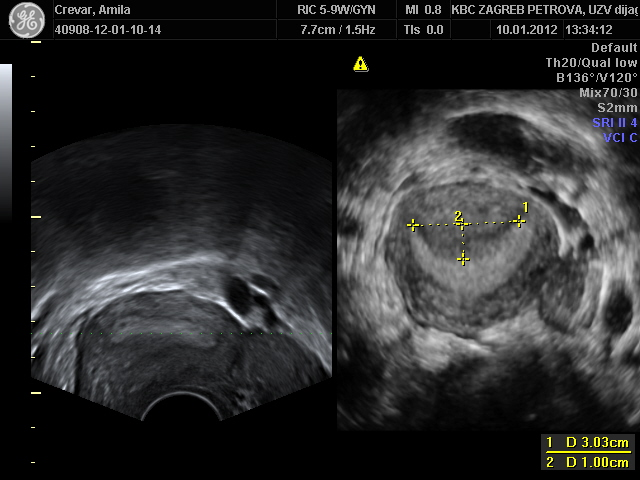 GE
Crevar, Amila RIC 5-9W/GYN MI 0.8 KBC ZAGREB PETROVA, UZV dijag
40908-12-01-10-14 7.7cm / 1.5Hz TIs 0.0 10.01.2012 13:34:12
Default
Th20/Qual low
B136°/V120°
Mix70/30
S2mm
SRI II 4
VCI C
1
2
1 D 3.03cm
2 D 1.00cm